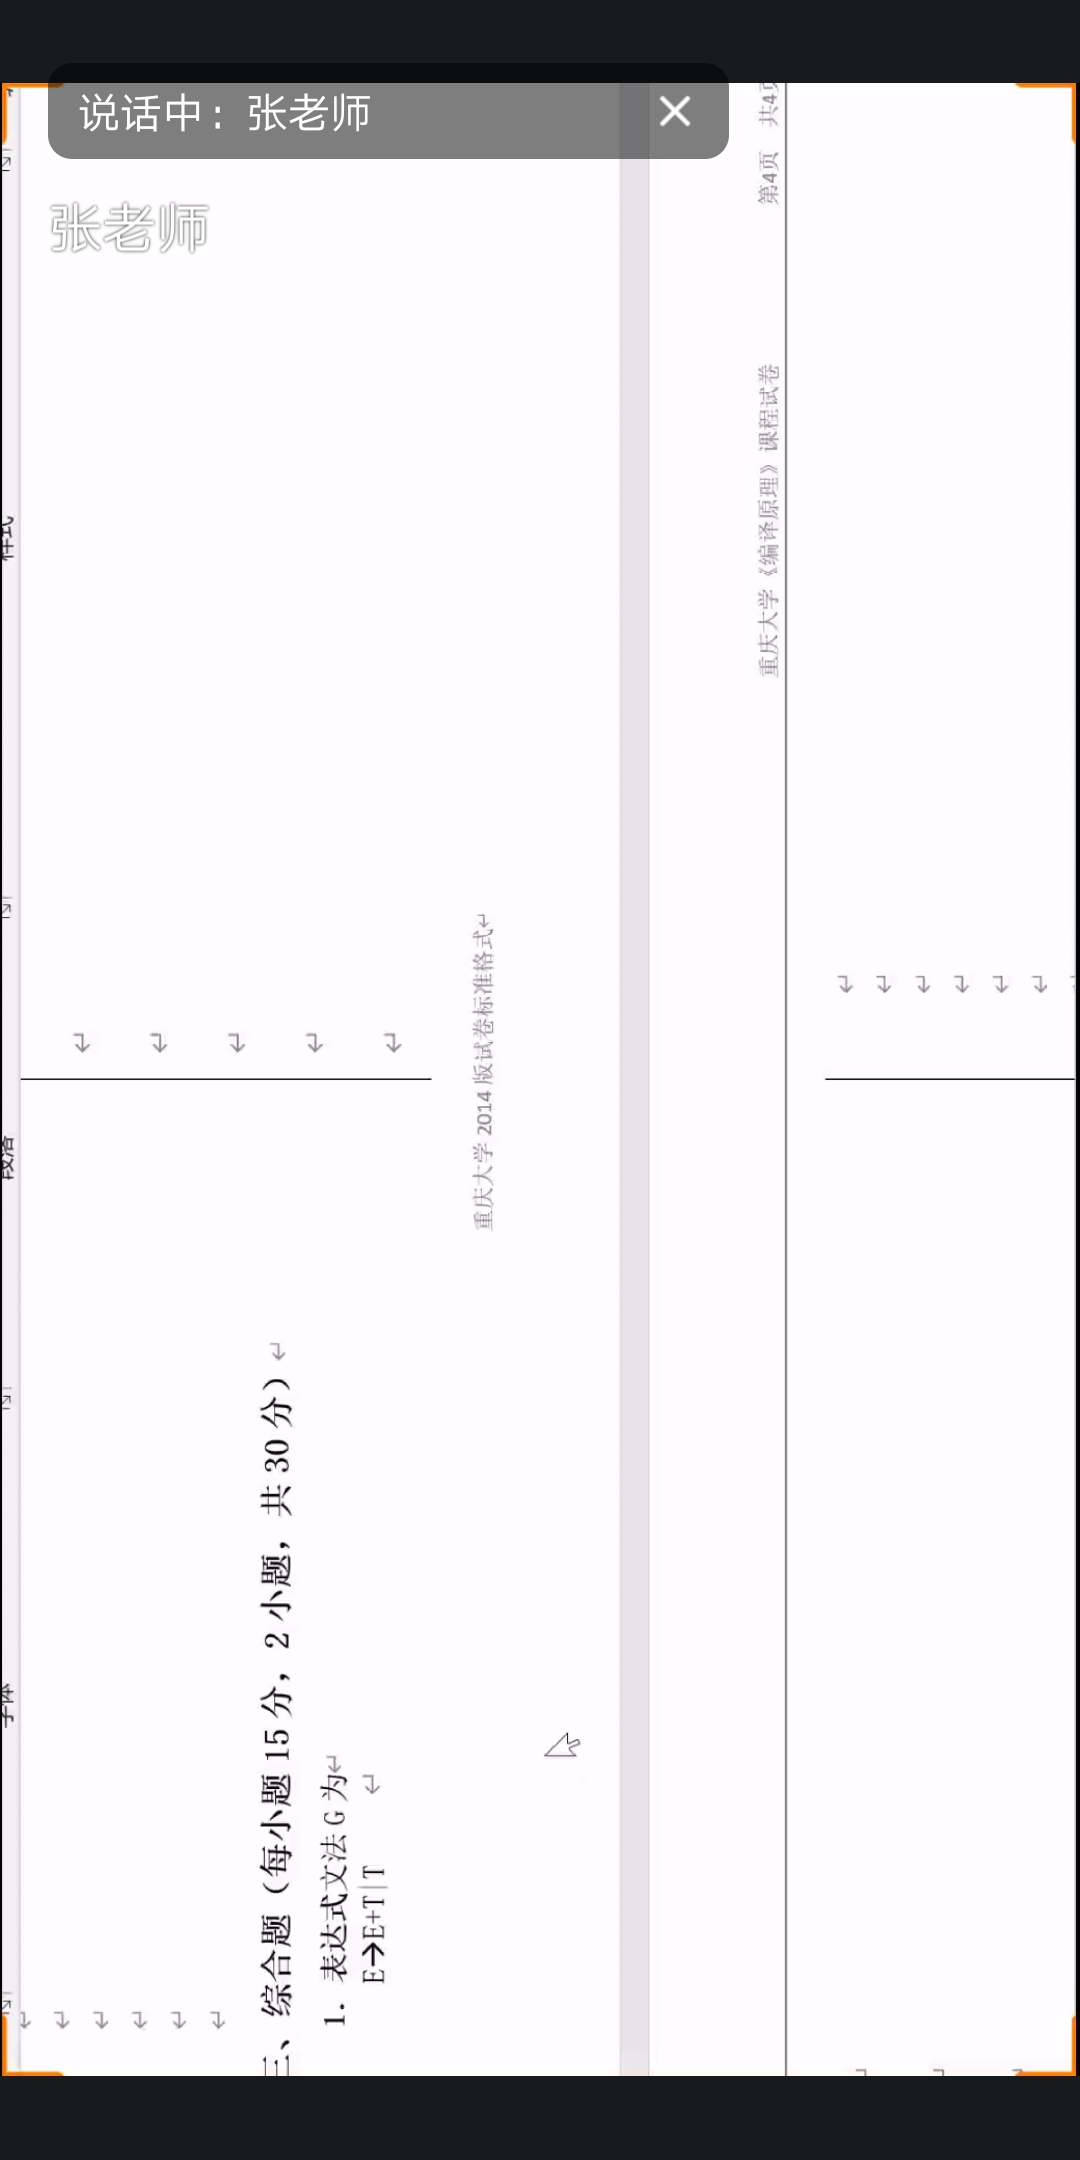 字体 段落 样式
三、综合题（每小题 15 分，2 小题，共 30 分）
1. 表达式文法 G 为
E→E+T|T
重庆大学 2014 版试卷标准格式
重庆大学《编译原理》课程试卷 第4页 共4页
张老师
说话中：张老师